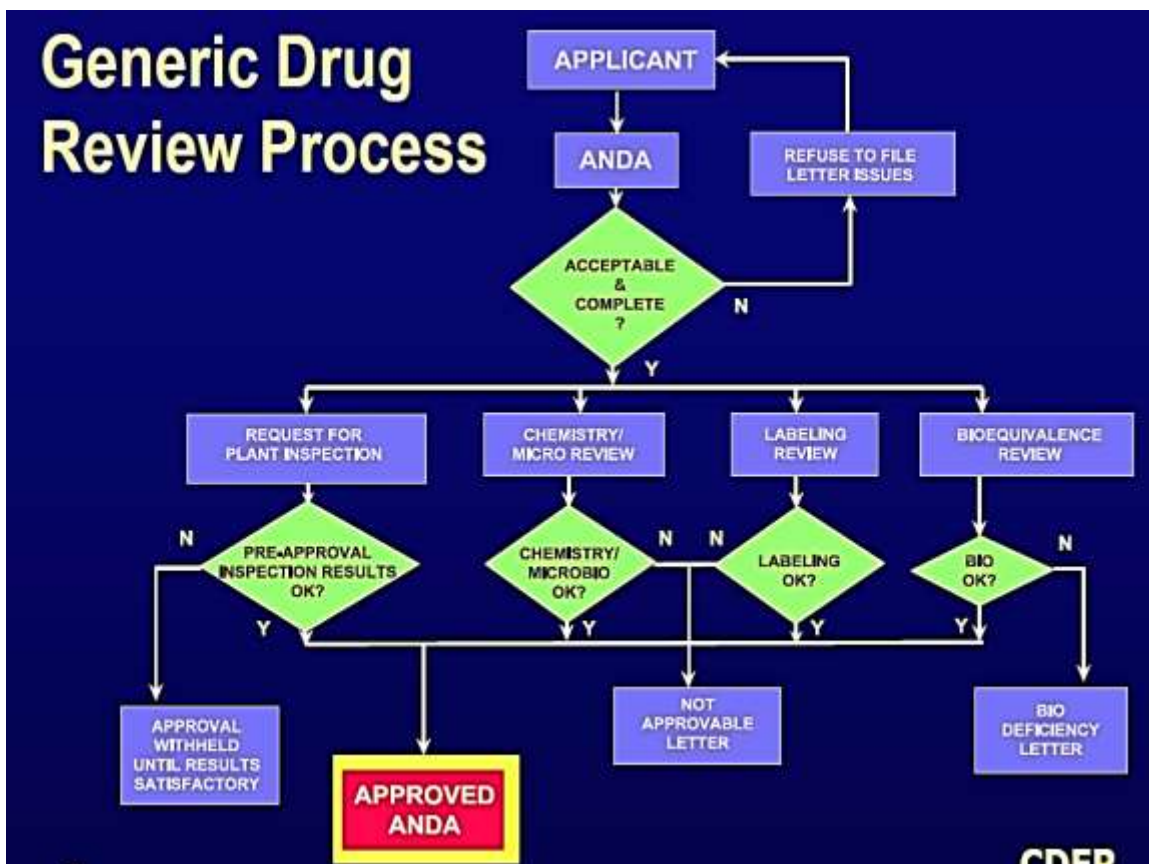 Generic Drug
Review Process
APPLICANT
ANDA
REFUSE TO FILE
LETTER ISSUES
ACCEPTABLE
&
COMPLETE
?
N
Y
REQUEST FOR
PLANT INSPECTION
CHEMISTRY/
MICRO REVIEW
LABELING
REVIEW
BIOEQUIVALENCE
REVIEW
N
PRE-APPROVAL
INSPECTION RESULTS
OK?
Y
CHEMISTRY/
MICROBIO
OK?
N
Y
N
LABELING
OK?
Y
BIO
OK?
N
Y
APPROVAL
WITHHELD
UNTIL RESULTS
SATISFACTORY
NOT
APPROVABLE
LETTER
BIO
DEFICIENCY
LETTER
APPROVED
ANDA
CDER